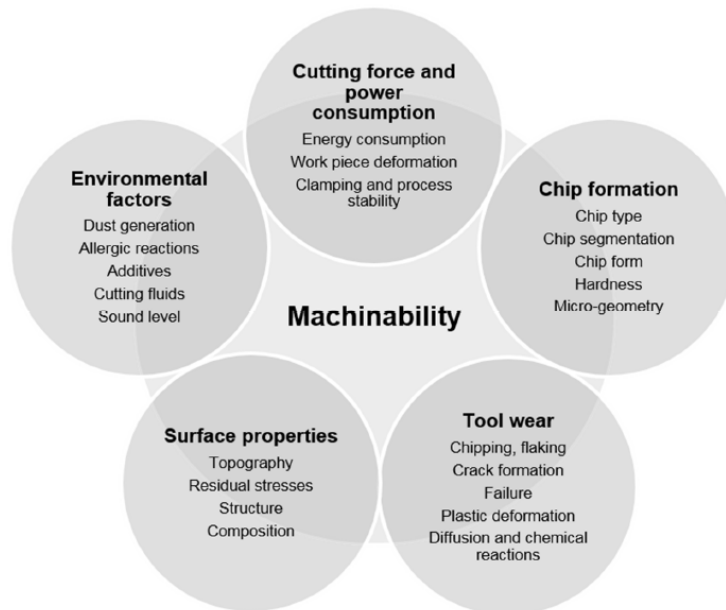 Cutting force and
power
consumption
Energy consumption
Work piece deformation
Clamping and process
stability
Environmental
factors
Dust generation
Allergic reactions
Additives
Cutting fluids
Sound level
Chip formation
Chip type
Chip segmentation
Chip form
Hardness
Micro-geometry
Machinability
Surface properties
Topography
Residual stresses
Structure
Composition
Tool wear
Chipping, flaking
Crack formation
Failure
Plastic deformation
Diffusion and chemical
reactions